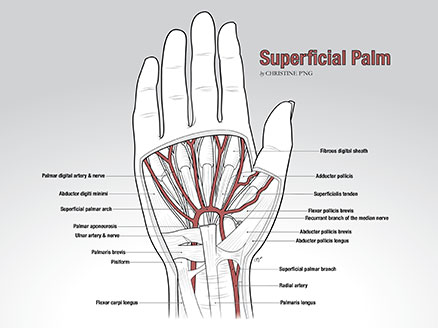 Superficial Palm
by CHRISTINE P'NG
Palmar digital artery & nerve
Abductor digiti minimi
Superficial palmar arch
Palmar aponeurosis
Ulnar artery & nerve
Palmaris brevis
Pisiform
Flexor carpi longus
Fibrous digital sheath
Adductor pollicis
Superficialis tendon
Flexor pollicis brevis
Recurrent branch of the median nerve
Abductor pollicis brevis
Abductor pollicis longus
Superficial palmar branch
Radial artery
Palmaris longus